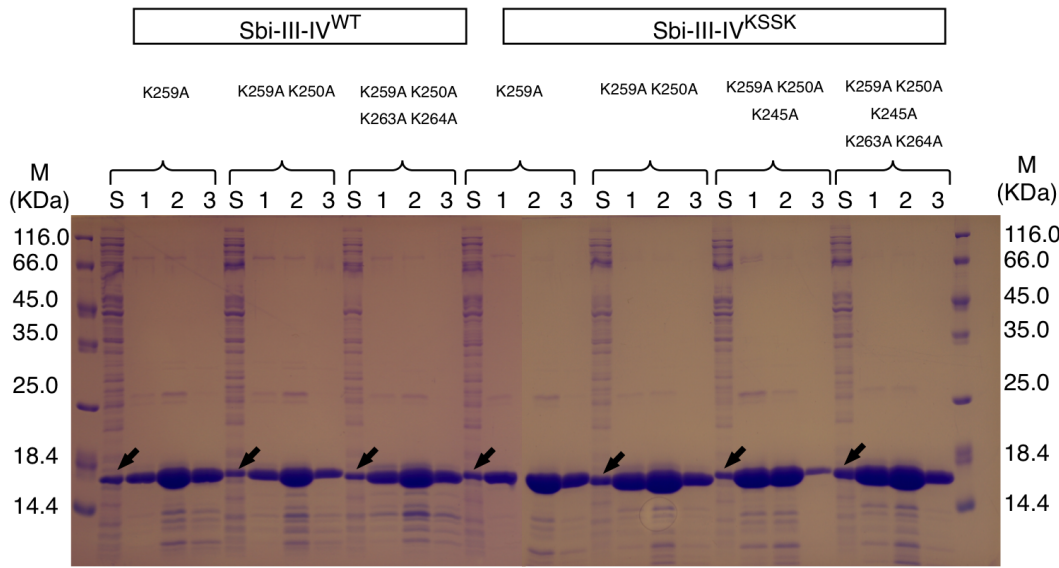 Sbi-III-IV^WT Sbi-III-IV^KSSK
K259A K259A K250A K259A K250A K259A K259A K250A K259A K250A K259A K250A
K263A K264A K245A K245A
K263A K264A
M M
(KDa) (KDa)
S 1 2 3 S 1 2 3 S 1 2 3 S 1 2 3 S 1 2 3 S 1 2 3 S 1 2 3
116.0 116.0
66.0 66.0
45.0 45.0
35.0 35.0
25.0 25.0
18.4 18.4
14.4 14.4